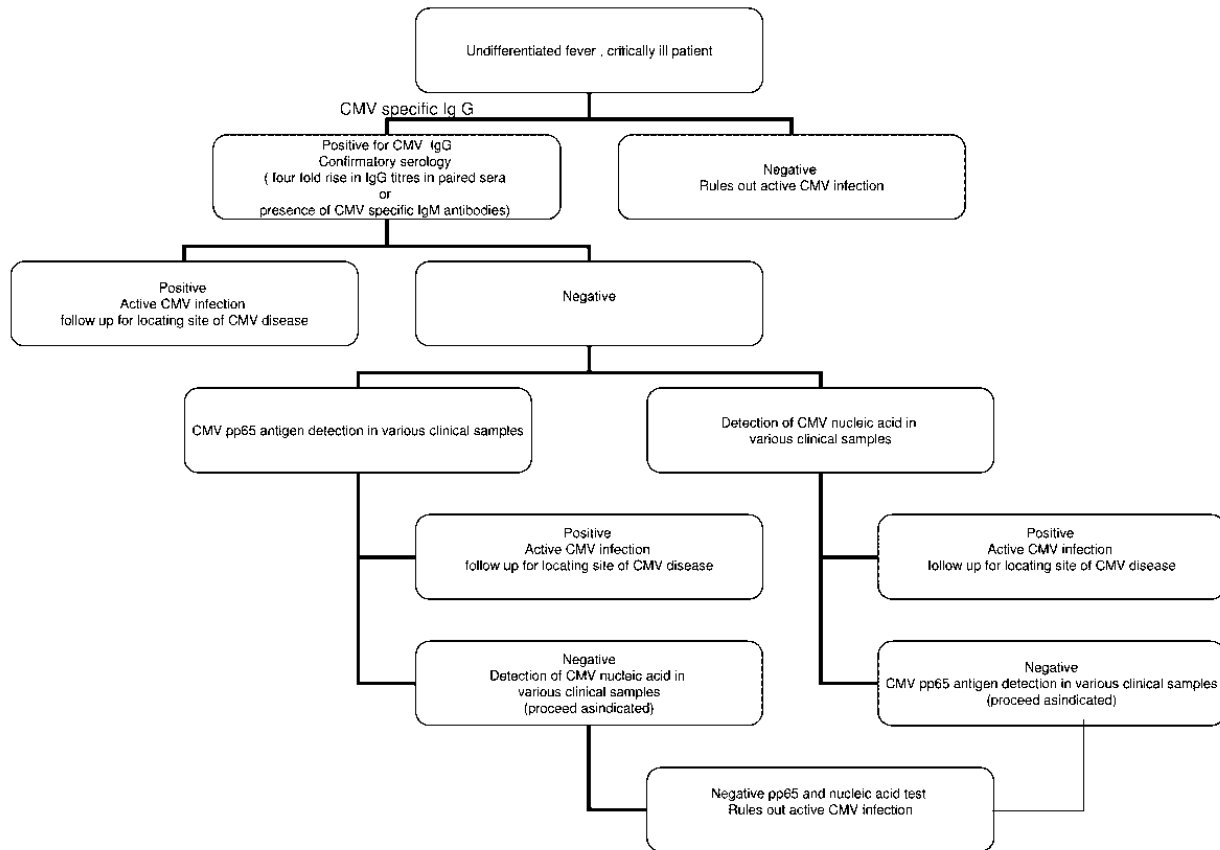 Undifferentiated fever , critically ill patient
CMV specific Ig G
Positive for CMV IgG
Confirmatory serology
( four fold rise in IgG titres in paired sera
or
presence of CMV specific IgM antibodies)
Negative
Rules out active CMV infection
Positive
Active CMV infection
follow up for locating site of CMV disease
Negative
CMV pp65 antigen detection in various clinical samples
Detection of CMV nucleic acid in
various clinical samples
Positive
Active CMV infection
follow up for locating site of CMV disease
Positive
Active CMV infection
follow up for locating site of CMV disease
Negative
Detection of CMV nucleic acid in
various clinical samples
(proceed asindicated)
Negative
CMV pp65 antigen detection in various clinical samples
(proceed asindicated)
Negative pp65 and nucleic acid test
Rules out active CMV infection